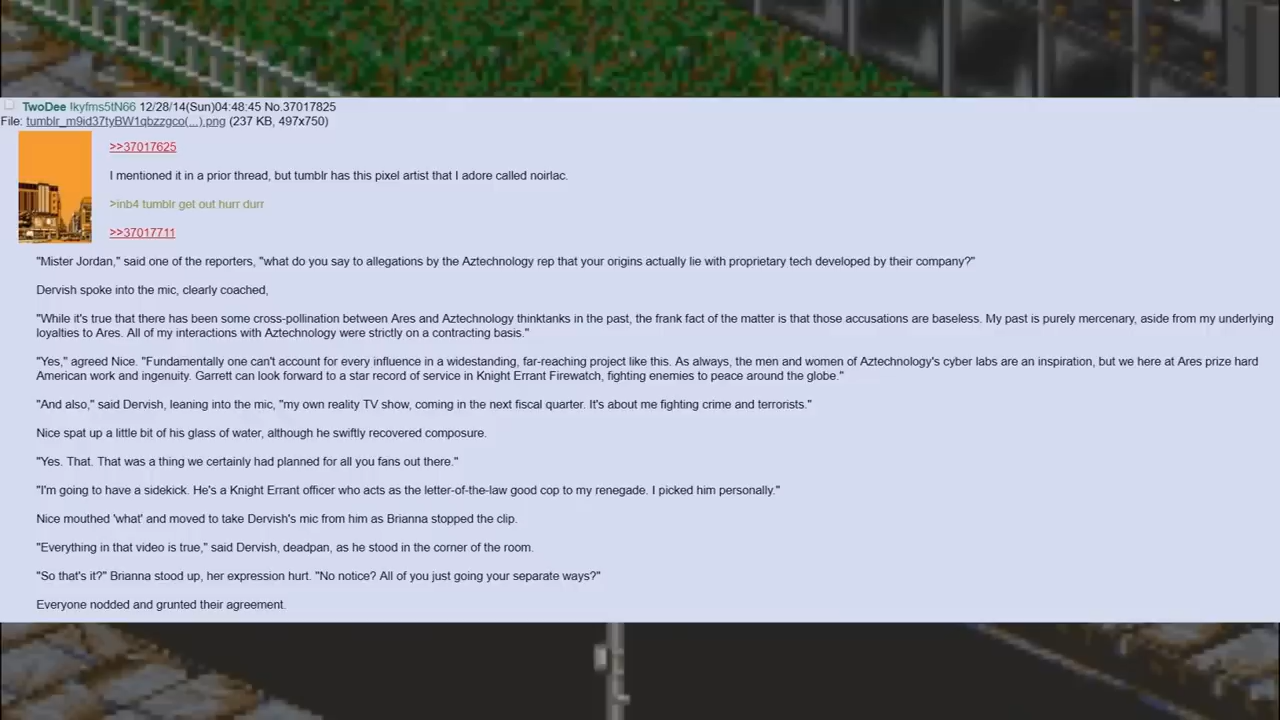 TwoDee !kyfms5tN66 12/28/14(Sun)04:48:45 No.37017825
File: tumblr_m9id37tyBW1qbzzgco(...).png (237 KB, 497x750)
>>37017625
I mentioned it in a prior thread, but tumblr has this pixel artist that I adore called noirlac.
>inb4 tumblr get out hurr durr
>>37017711
"Mister Jordan," said one of the reporters, "what do you say to allegations by the Aztechnology rep that your origins actually lie with proprietary tech developed by their company?"
Dervish spoke into the mic, clearly coached,
"While it's true that there has been some cross-pollination between Ares and Aztechnology thinktanks in the past, the frank fact of the matter is that those accusations are baseless. My past is purely mercenary, aside from my underlying
loyalties to Ares. All of my interactions with Aztechnology were strictly on a contracting basis."
"Yes," agreed Nice. "Fundamentally one can't account for every influence in a widestanding, far-reaching project like this. As always, the men and women of Aztechnology's cyber labs are an inspiration, but we here at Ares prize hard
American work and ingenuity. Garrett can look forward to a star record of service in Knight Errant Firewatch, fighting enemies to peace around the globe."
"And also," said Dervish, leaning into the mic, "my own reality TV show, coming in the next fiscal quarter. It's about me fighting crime and terrorists."
Nice spat up a little bit of his glass of water, although he swiftly recovered composure.
"Yes. That. That was a thing we certainly had planned for all you fans out there."
"I'm going to have a sidekick. He's a Knight Errant officer who acts as the letter-of-the-law good cop to my renegade. I picked him personally."
Nice mouthed 'what' and moved to take Dervish's mic from him as Brianna stopped the clip.
"Everything in that video is true," said Dervish, deadpan, as he stood in the corner of the room.
"So that's it?" Brianna stood up, her expression hurt. "No notice? All of you just going your separate ways?"
Everyone nodded and grunted their agreement.